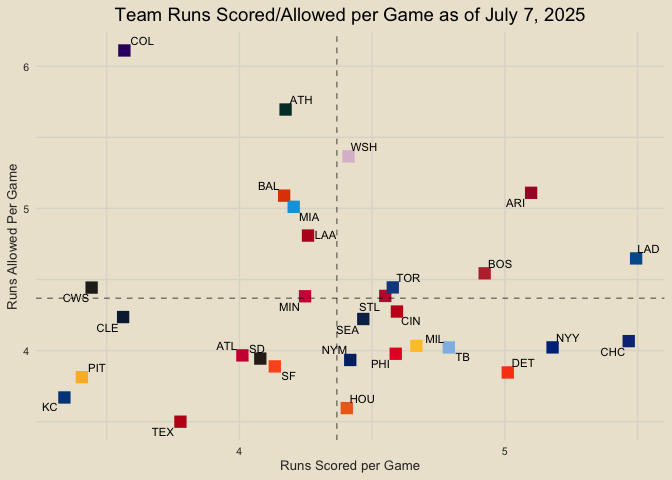 Team Runs Scored/Allowed per Game as of July 7, 2025
COL
6
ATH
WSH
BAL
ARI
MIA
5
LAA
LAD
BOS
TOR
CWS
MIN
STL
CIN
CLE
SEA
ATL
SD
NYM
MIL
NYY
CHC
4
PHI
TB
DET
PIT
SF
KC
HOU
TEX
4
5
Runs Allowed Per Game
Runs Scored per Game